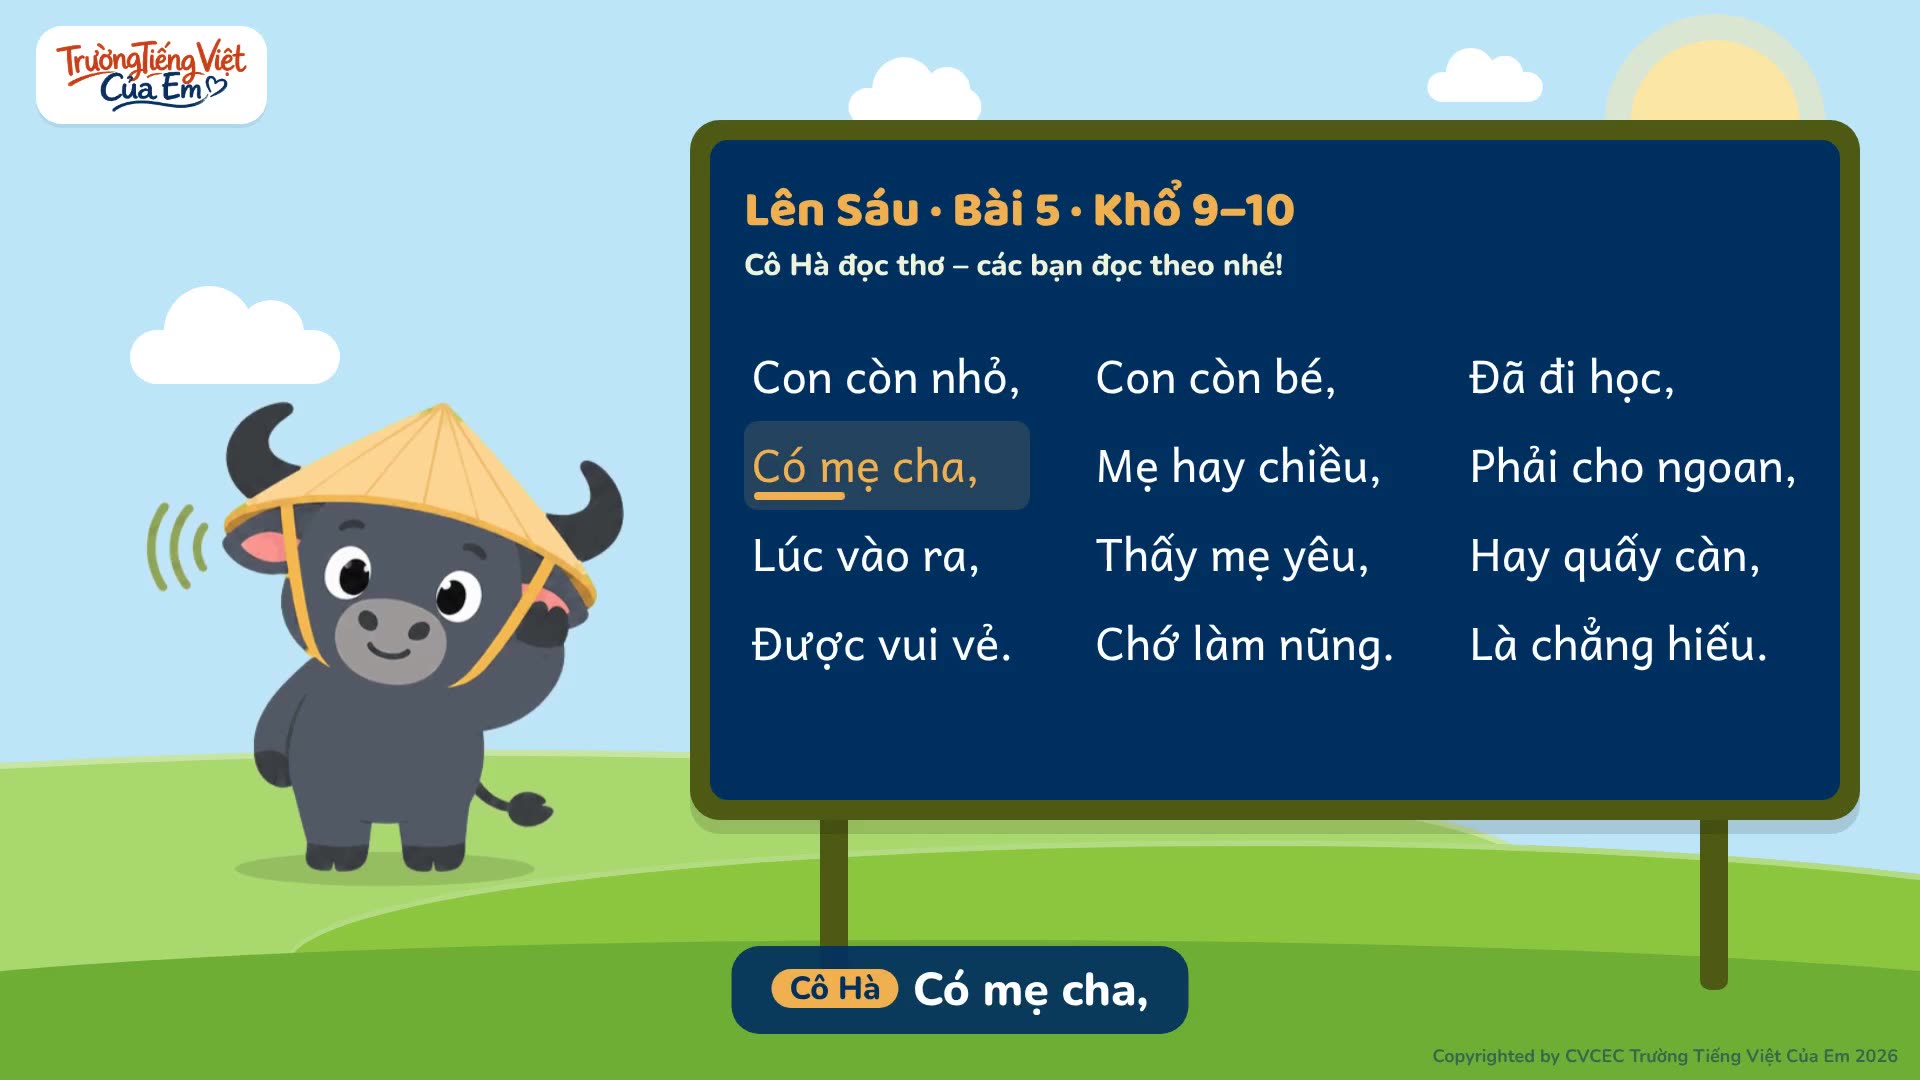 Trường Tiếng Việt
Của Em
Lên Sáu · Bài 5 · Khổ 9–10
Cô Hà đọc thơ – các bạn đọc theo nhé!
Con còn nhỏ,
Có mẹ cha,
Lúc vào ra,
Được vui vẻ.
Con còn bé,
Mẹ hay chiều,
Thấy mẹ yêu,
Chớ làm nũng.
Đã đi học,
Phải cho ngoan,
Hay quấy càn,
Là chẳng hiếu.
Cô Hà Có mẹ cha,
Copyrighted by CVCEC Trường Tiếng Việt Của Em 2026